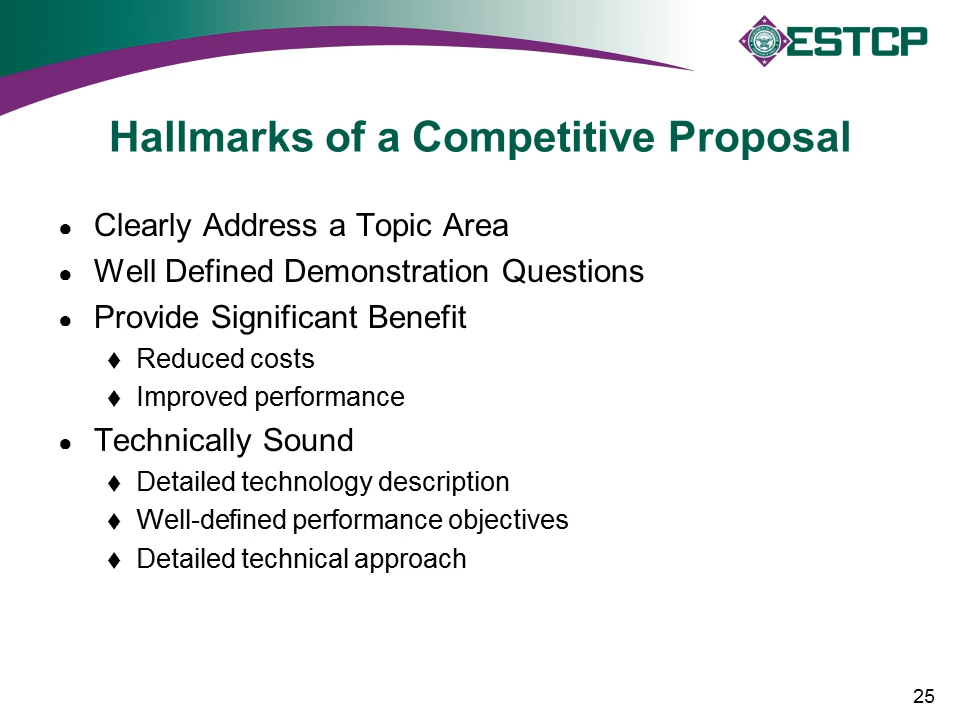 ESTCP
Hallmarks of a Competitive Proposal
● Clearly Address a Topic Area
● Well Defined Demonstration Questions
● Provide Significant Benefit
♦ Reduced costs
♦ Improved performance
● Technically Sound
♦ Detailed technology description
♦ Well-defined performance objectives
♦ Detailed technical approach
25